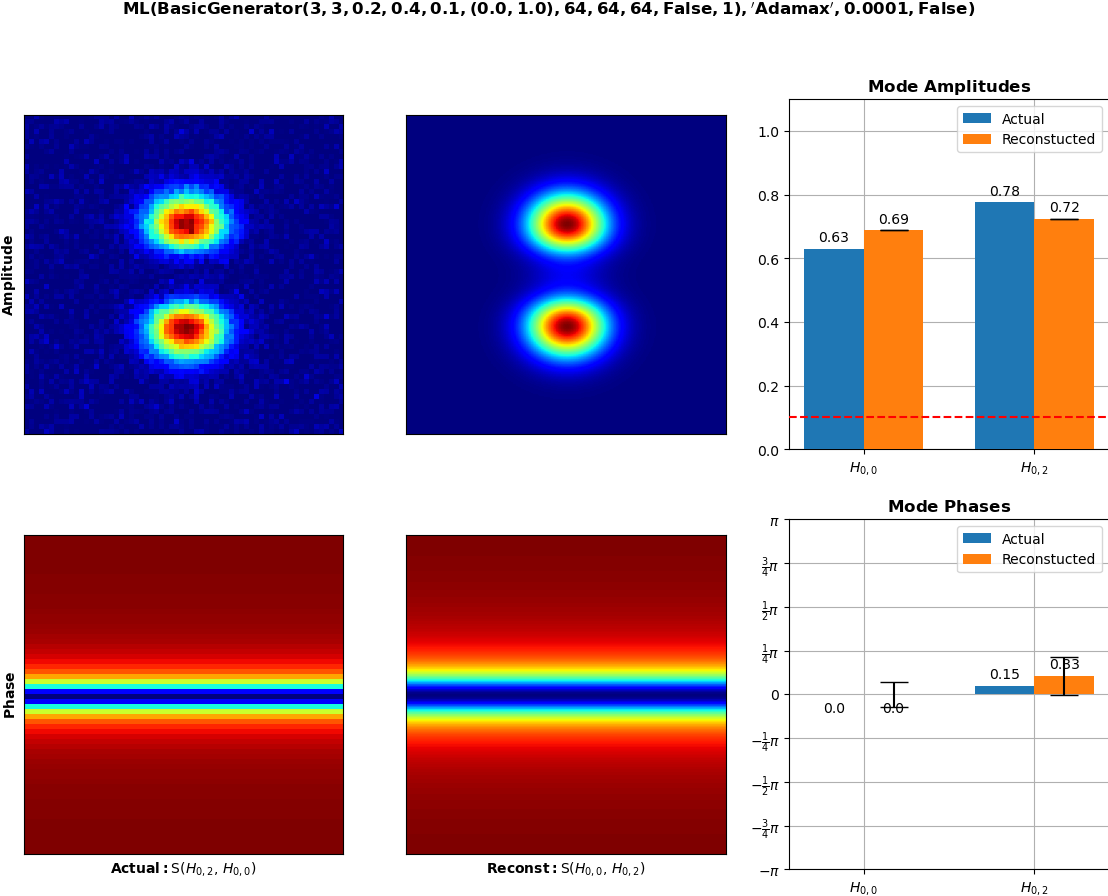 ML(BasicGenerator(3, 3, 0.2, 0.4, 0.1, (0.0, 1.0), 64, 64, 64, False, 1), 'Adamax', 0.0001, False)
Amplitude
Mode Amplitudes
Actual
Reconstucted
1.0
0.8
0.6
0.4
0.2
0.0
0.63
0.69
0.78
0.72
H0,0
H0,2
Phase
Actual: S(H0,2, H0,0)
Reconst: S(H0,0, H0,2)
Mode Phases
Actual
Reconstucted
π
3/4π
1/2π
1/4π
0
−1/4π
−1/2π
−3/4π
−π
0.0
0.0
0.15
0.33
H0,0
H0,2